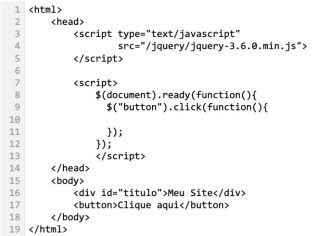 1 <html>
2     <head>
3         <script type="text/javascript"
4                 src="/jquery/jquery-3.6.0.min.js">
5         </script>
6
7         <script>
8             $(document).ready(function(){
9               $("button").click(function(){
10
11               });
12             });
13             </script>
14     </head>
15     <body>
16         <div id="titulo">Meu Site</div>
17         <button>Clique aqui</button>
18     </body>
19 </html>